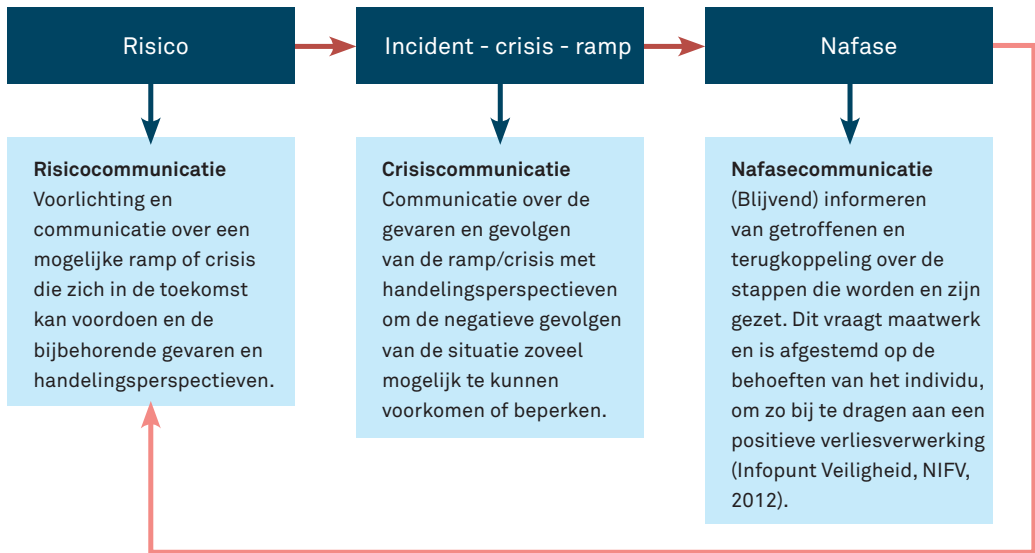 Risico
Incident - crisis - ramp
Nafase
Risicocommunicatie
Voorlichting en
communicatie over een
mogelijke ramp of crisis
die zich in de toekomst
kan voordoen en de
bijbehorende gevaren en
handelingsperspectieven.
Crisiscommunicatie
Communicatie over de
gevaren en gevolgen
van de ramp/crisis met
handelingsperspectieven
om de negatieve gevolgen
van de situatie zoveel
mogelijk te kunnen
voorkomen of beperken.
Nafasecommunicatie
(Blijvend) informeren
van getroffenen en
terugkoppeling over de
stappen die worden en zijn
gezet. Dit vraagt maatwerk
en is afgestemd op de
behoeften van het individu,
om zo bij te dragen aan een
positieve verliesverwerking
(Infopunt Veiligheid, NIFV,
2012).